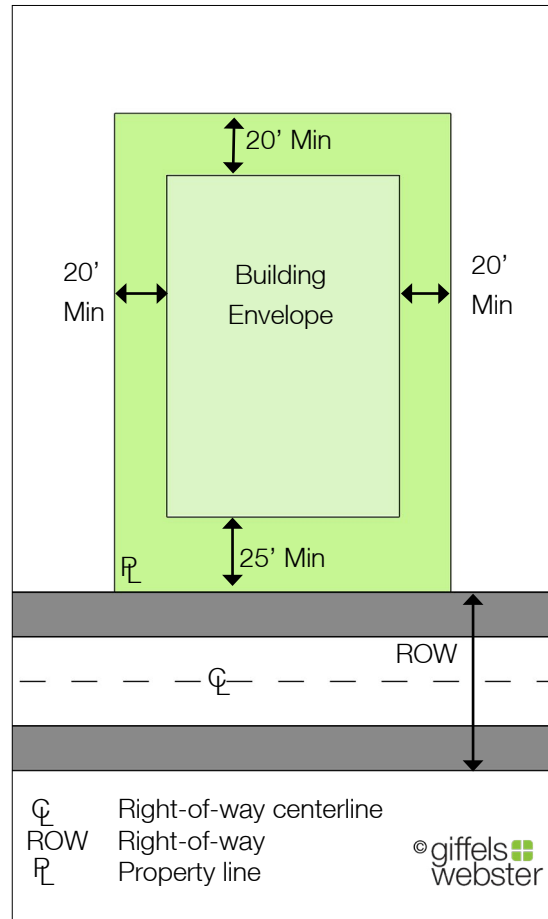 20' Min
20'
Min
Building
Envelope
20'
Min
25' Min
PL
ROW
CL
CL Right-of-way centerline
ROW Right-of-way
PL Property line
© giffels
webster